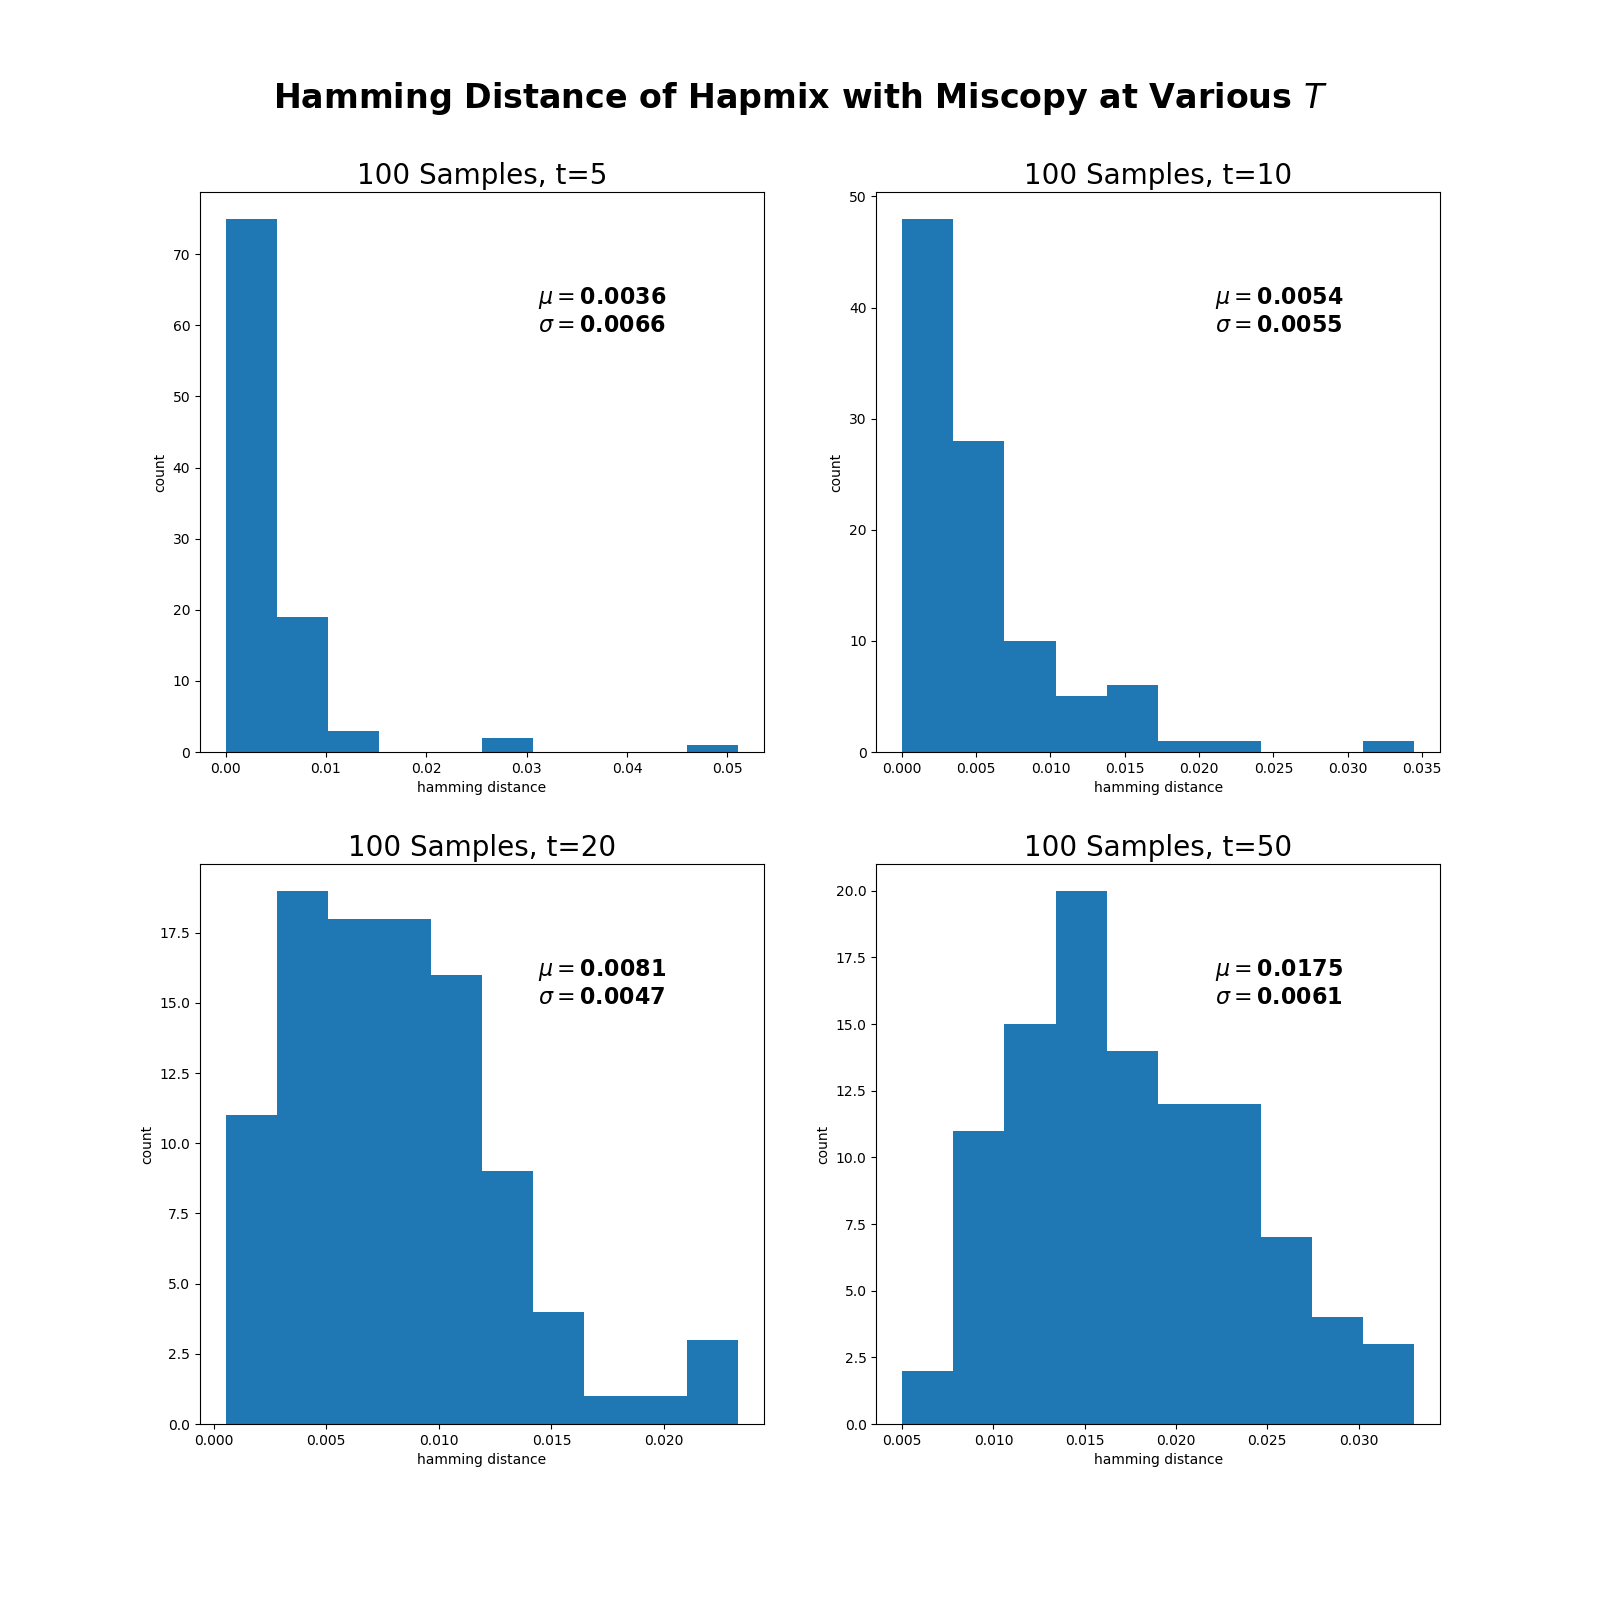 Hamming Distance of Hapmix with Miscopy at Various T
100 Samples, t=5
70
60
50
40
30
20
10
0
count
μ = 0.0036
σ = 0.0066
0.00 0.01 0.02 0.03 0.04 0.05
hamming distance
100 Samples, t=10
50
40
30
20
10
0
count
μ = 0.0054
σ = 0.0055
0.000 0.005 0.010 0.015 0.020 0.025 0.030 0.035
hamming distance
100 Samples, t=20
17.5
15.0
12.5
10.0
7.5
5.0
2.5
0.0
count
μ = 0.0081
σ = 0.0047
0.000 0.005 0.010 0.015 0.020
hamming distance
100 Samples, t=50
20.0
17.5
15.0
12.5
10.0
7.5
5.0
2.5
0.0
count
μ = 0.0175
σ = 0.0061
0.005 0.010 0.015 0.020 0.025 0.030
hamming distance